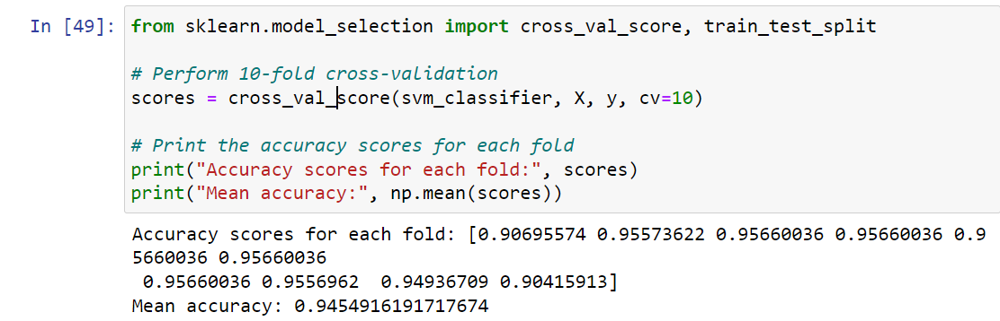 In [49]: from sklearn.model_selection import cross_val_score, train_test_split
# Perform 10-fold cross-validation
scores = cross_val_score(svm_classifier, X, y, cv=10)
# Print the accuracy scores for each fold
print("Accuracy scores for each fold:", scores)
print("Mean accuracy:", np.mean(scores))
Accuracy scores for each fold: [0.90695574 0.95573622 0.95660036 0.95660036 0.9
5660036 0.95660036
 0.95660036 0.9556962  0.94936709 0.90415913]
Mean accuracy: 0.9454916191717674